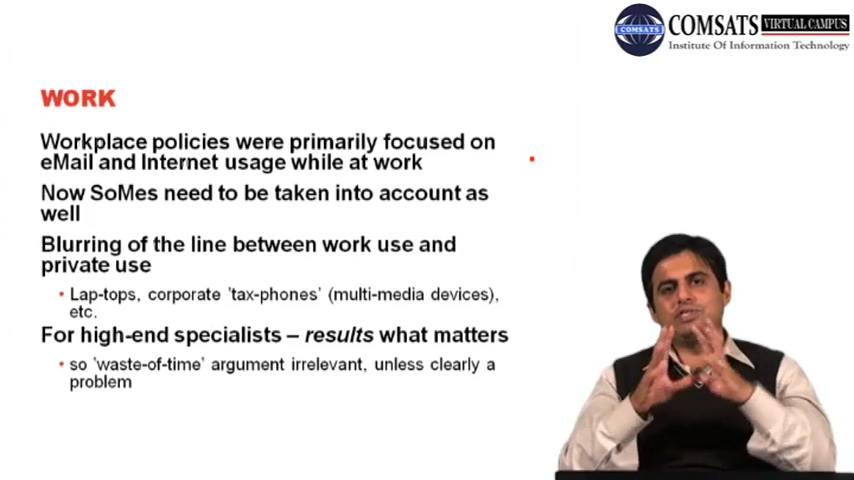 COMSATS
COMSATS VIRTUAL CAMPUS
Institute Of Information Technology
WORK
Workplace policies were primarily focused on
eMail and Internet usage while at work
Now SoMes need to be taken into account as
well
Blurring of the line between work use and
private use
• Lap-tops, corporate 'tax-phones' (multi-media devices),
etc.
For high-end specialists – results what matters
• so 'waste-of-time' argument irrelevant, unless clearly a
problem